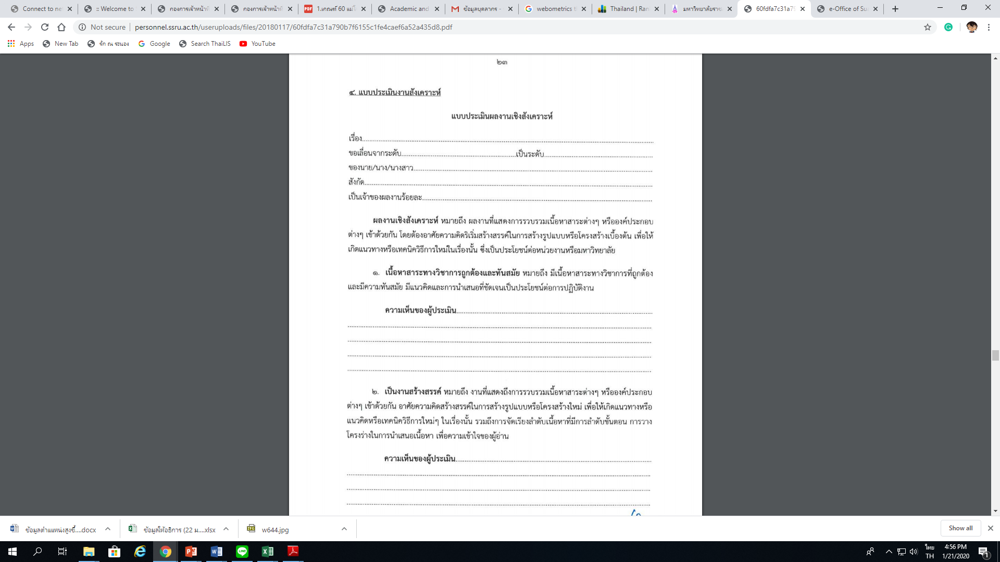 Connect to ne
:: Welcome to
กองการเจ้าหน้าที่
กองการเจ้าหน้าที่
PDF 1.เกณฑ์ 60 แม่โ
Academic and
ข้อมูลบุคลากร -
webometrics t
Thailand | Ran
มหาวิทยาลัยราช
60fdfa7c31a79
e-Office of Su
Not secure personnel.ssru.ac.th/useruploads/files/20180117/60fdfa7c31a790b7f6155c1fe4caef6a52a435d8.pdf
Apps New Tab รัก ณ ระนอง Google Search ThaiLIS YouTube
๒๓
๔. แบบประเมินงานสังเคราะห์
แบบประเมินผลงานเชิงสังเคราะห์
เรื่อง
ขอเลื่อนจากระดับ เป็นระดับ
ของนาย/นาง/นางสาว
สังกัด
เป็นเจ้าของผลงานร้อยละ
ผลงานเชิงสังเคราะห์ หมายถึง ผลงานที่แสดงการรวบรวมเนื้อหาสาระต่างๆ หรือองค์ประกอบ
ต่างๆ เข้าด้วยกัน โดยต้องอาศัยความคิดริเริ่มสร้างสรรค์ในการสร้างรูปแบบหรือโครงสร้างเบื้องต้น เพื่อให้
เกิดแนวทางหรือเทคนิควิธีการใหม่ในเรื่องนั้น ซึ่งเป็นประโยชน์ต่อหน่วยงานหรือมหาวิทยาลัย
๑. เนื้อหาสาระทางวิชาการถูกต้องและทันสมัย หมายถึง มีเนื้อหาสาระทางวิชาการที่ถูกต้อง
และมีความทันสมัย มีแนวคิดและการนำเสนอที่ชัดเจนเป็นประโยชน์ต่อการปฏิบัติงาน
ความเห็นของผู้ประเมิน
๒. เป็นงานสร้างสรรค์ หมายถึง งานที่แสดงถึงการรวบรวมเนื้อหาสาระต่างๆ หรือองค์ประกอบ
ต่างๆ เข้าด้วยกัน อาศัยความคิดสร้างสรรค์ในการสร้างรูปแบบหรือโครงสร้างใหม่ เพื่อให้เกิดแนวทางหรือ
แนวคิดหรือเทคนิควิธีการใหม่ๆ ในเรื่องนั้น รวมถึงการจัดเรียงลำดับเนื้อหาที่มีการลำดับขั้นตอน การวาง
โครงร่างในการนำเสนอเนื้อหา เพื่อความเข้าใจของผู้อ่าน
ความเห็นของผู้ประเมิน
ข้อมูลตำแแหน่งสูงขึ้....docx
ข้อมูลให้อธิการ (22 ม....xlsx
w644.jpg
Show all
ไทย 4:56 PM
TH 1/21/2020 1